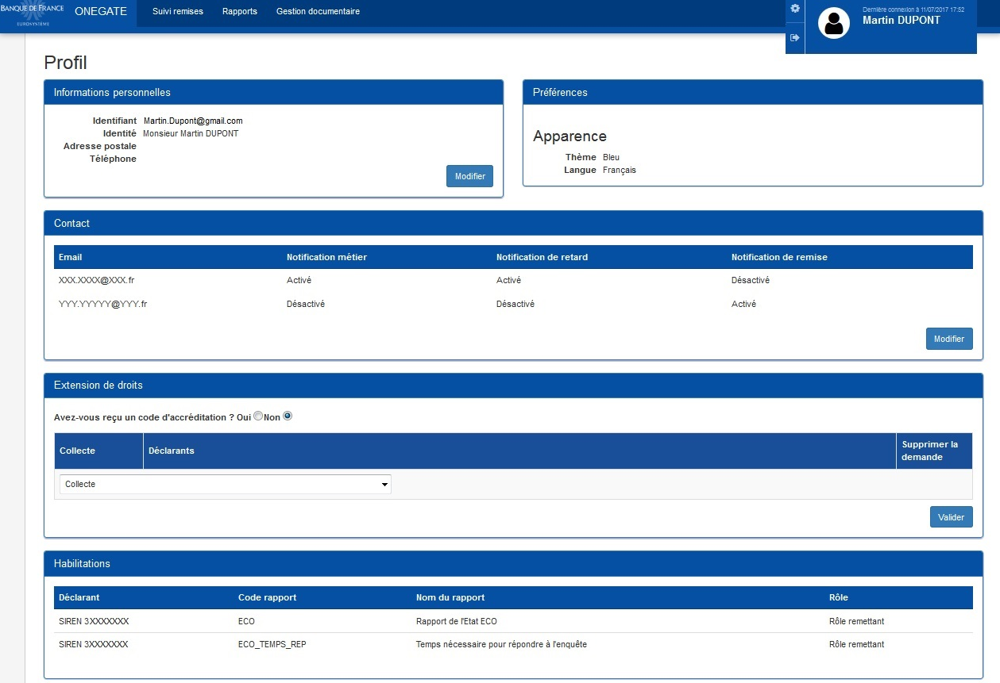 BANQUE DE FRANCE
EUROSYSTÈME
ONEGATE
Suivi remises Rapports Gestion documentaire
Dernière connexion à 11/07/2017 17:52
Martin DUPONT
Profil
Informations personnelles
Identifiant Martin.Dupont@gmail.com
Identité Monsieur Martin DUPONT
Adresse postale
Téléphone
Modifier
Préférences
Apparence
Thème Bleu
Langue Français
Contact
Email Notification métier Notification de retard Notification de remise
XXX.XXXX@XXX.fr Activé Activé Désactivé
YYY.YYYYY@YYY.fr Désactivé Désactivé Activé
Modifier
Extension de droits
Avez-vous reçu un code d'accréditation ? Oui Non
Collecte Déclarants Supprimer la demande
Collecte
Valider
Habilitations
Déclarant Code rapport Nom du rapport Rôle
SIREN 3XXXXXXX ECO Rapport de l'Etat ECO Rôle remettant
SIREN 3XXXXXXX ECO_TEMPS_REP Temps nécessaire pour répondre à l'enquête Rôle remettant